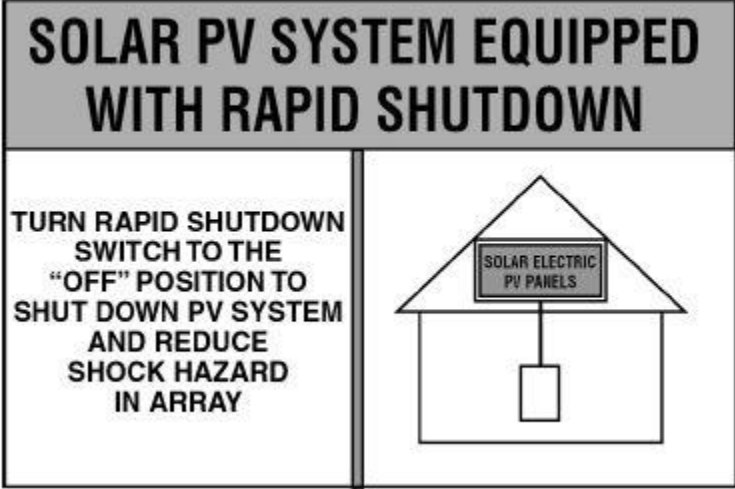 SOLAR PV SYSTEM EQUIPPED
WITH RAPID SHUTDOWN
TURN RAPID SHUTDOWN
SWITCH TO THE
“OFF” POSITION TO
SHUT DOWN PV SYSTEM
AND REDUCE
SHOCK HAZARD
IN ARRAY
SOLAR ELECTRIC
PV PANELS